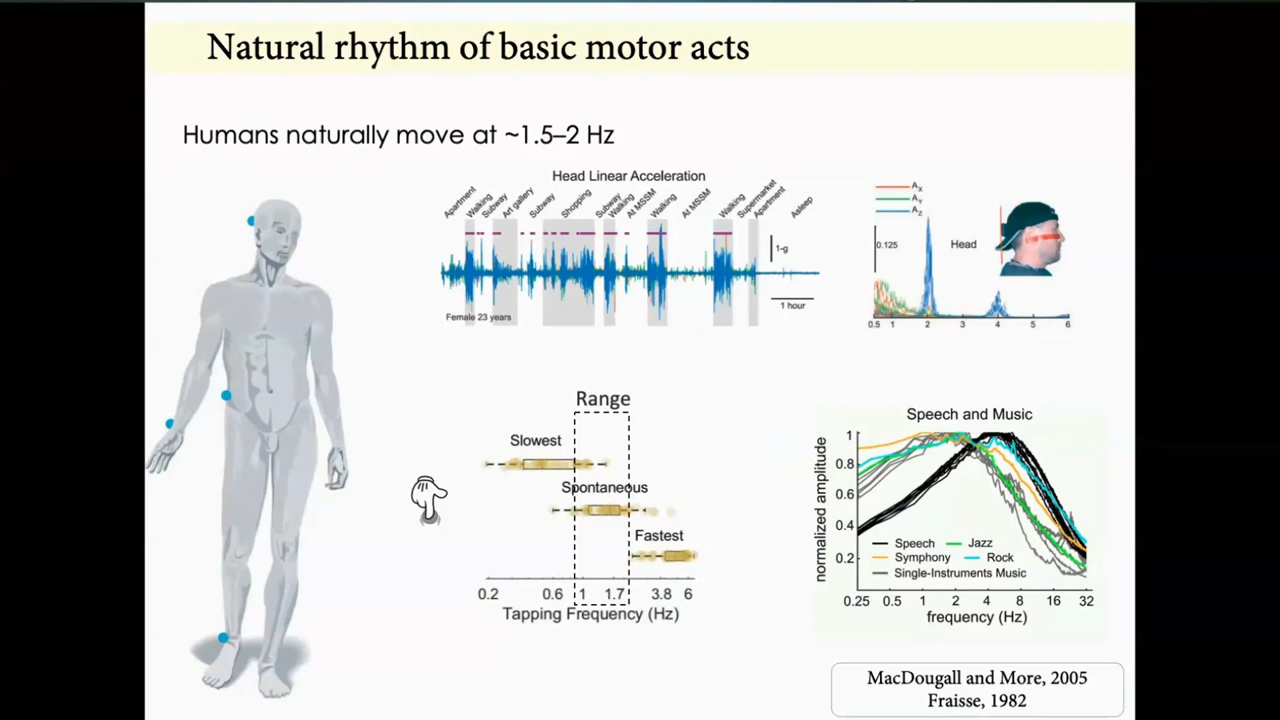 Natural rhythm of basic motor acts
Humans naturally move at ~1.5–2 Hz
Head Linear Acceleration
Apartment
Walking
Subway
Art gallery
Subway
Shopping
Subway
Walking
At MSSM
Walking
At MSSM
Walking
Supermarket
Apartment
Asleep
1-g
1 hour
Female 23 years
AX
AY
AZ
0.125
Head
0.5 1 2 3 4 5 6
Range
Slowest
Spontaneous
Fastest
0.2 0.6 1 1.7 3.8 6
Tapping Frequency (Hz)
Speech and Music
normalized amplitude
1
0.8
0.6
0.4
0.2
Speech Jazz
Symphony Rock
Single-Instruments Music
0.25 0.5 1 2 4 8 16 32
frequency (Hz)
MacDougall and More, 2005
Fraisse, 1982